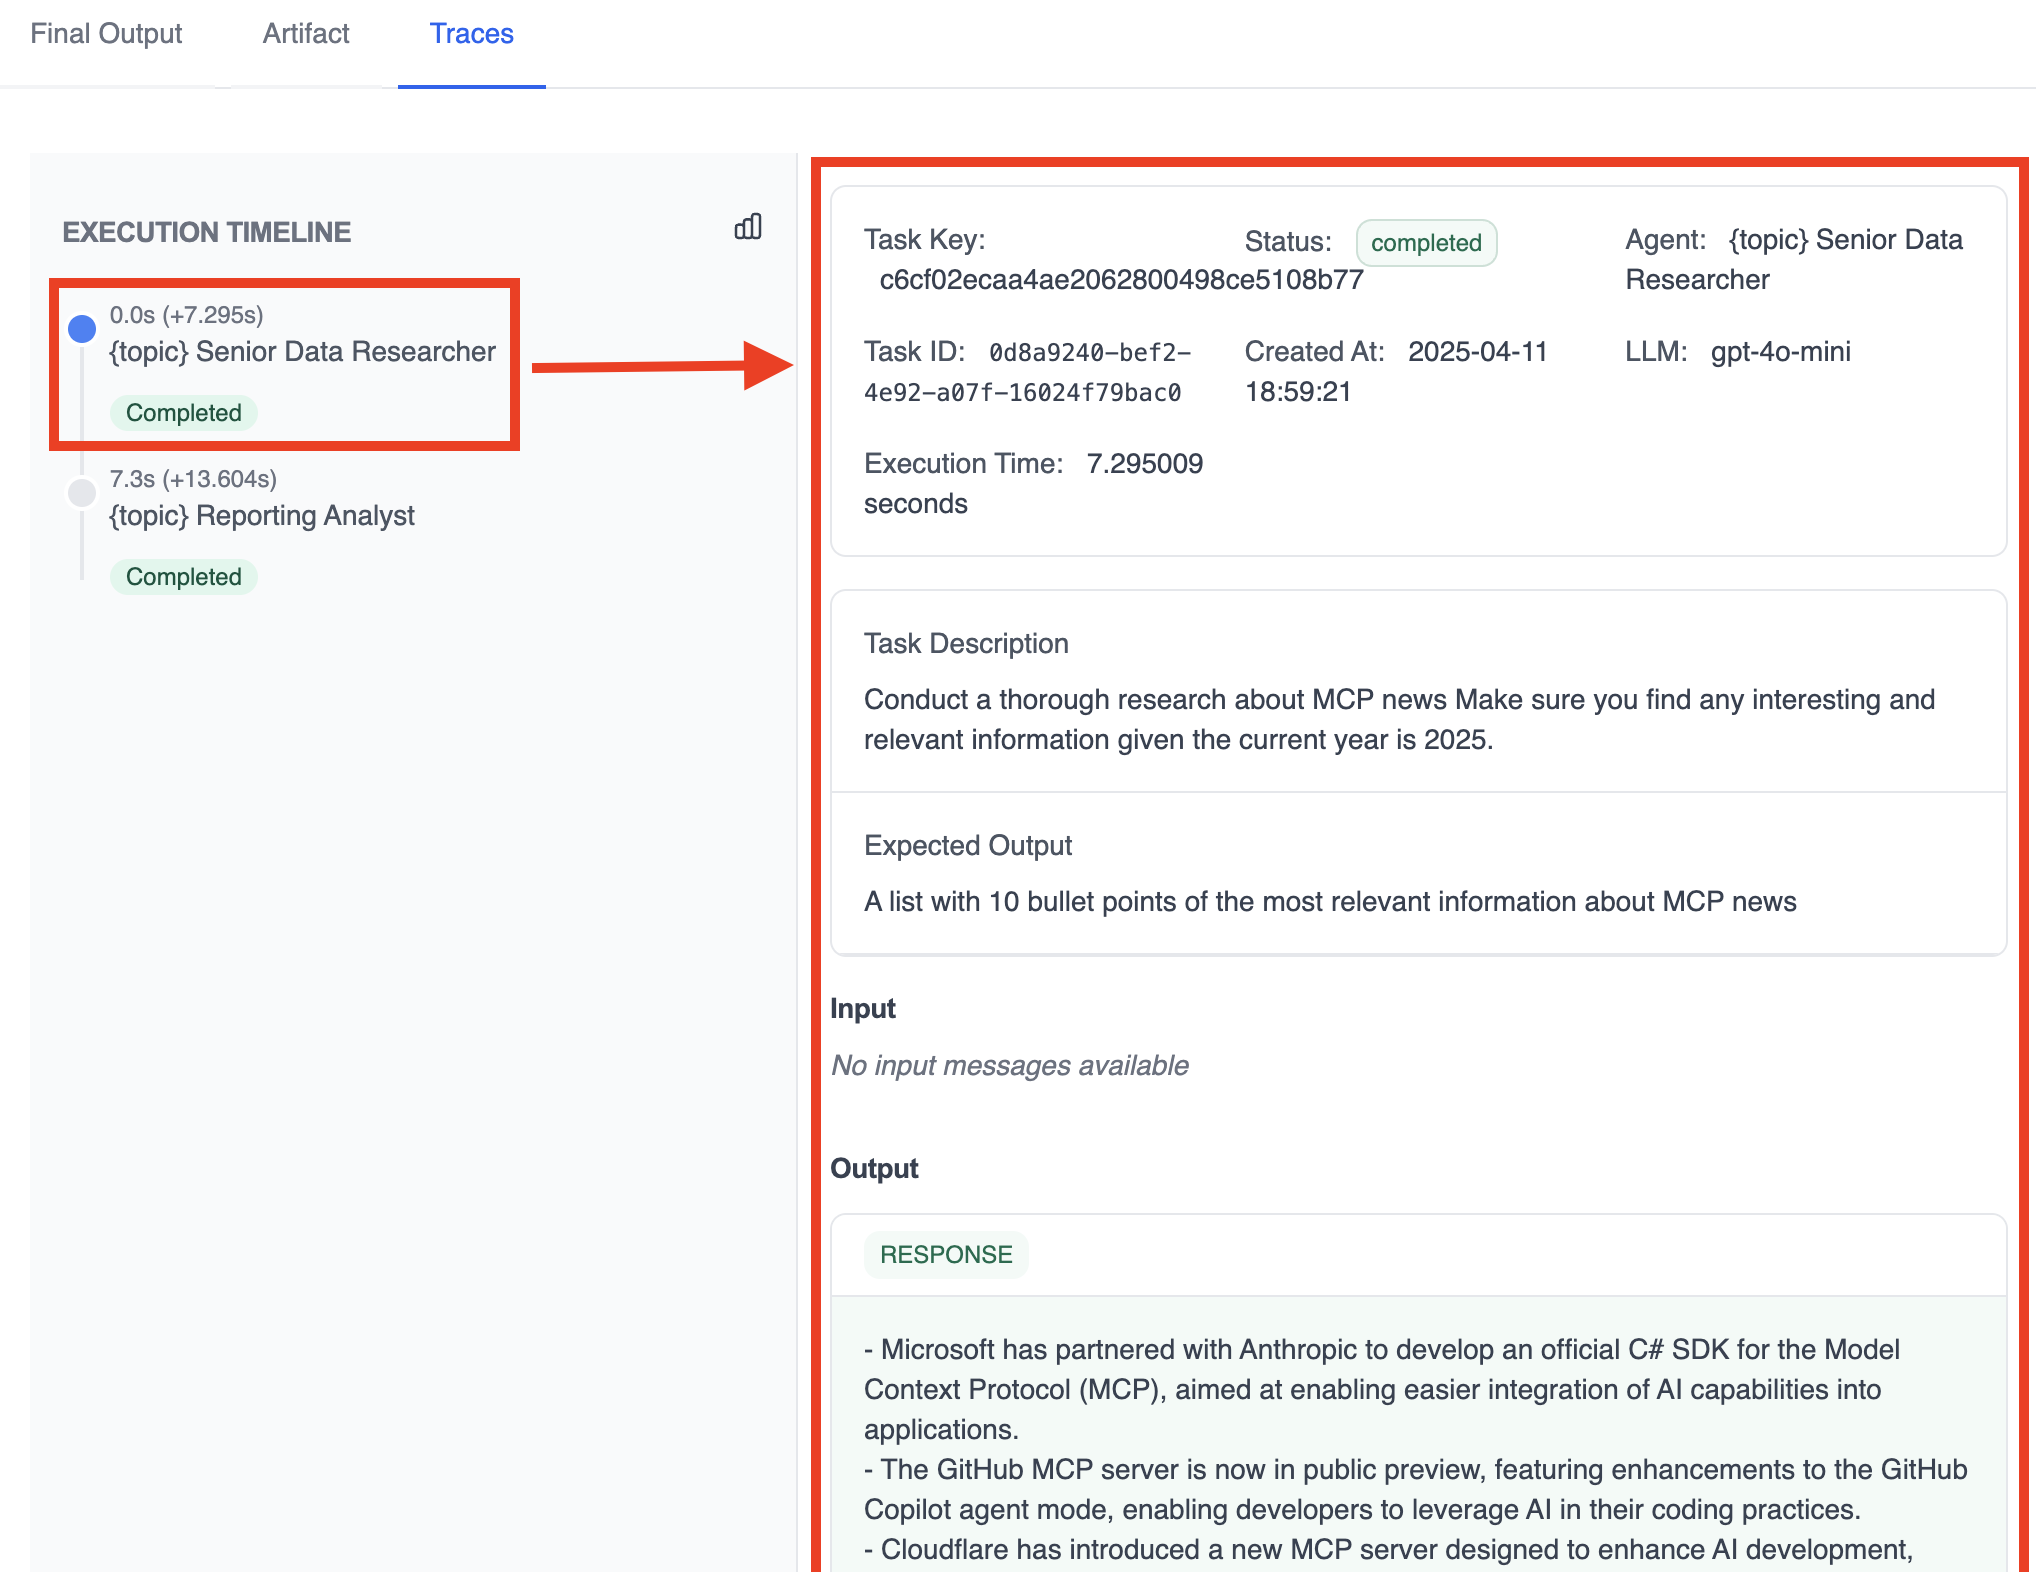 Final Output
Artifact
Traces
EXECUTION TIMELINE
0.0s (+7.295s)
{topic} Senior Data Researcher
Completed
7.3s (+13.604s)
{topic} Reporting Analyst
Completed
Task Key:
c6cf02ecaa4ae2062800498ce5108b77
Status: completed
Agent: {topic} Senior Data
Researcher
Task ID: 0d8a9240-bef2-
4e92-a07f-16024f79bac0
Created At: 2025-04-11
18:59:21
LLM: gpt-4o-mini
Execution Time: 7.295009
seconds
Task Description
Conduct a thorough research about MCP news Make sure you find any interesting and
relevant information given the current year is 2025.
Expected Output
A list with 10 bullet points of the most relevant information about MCP news
Input
No input messages available
Output
RESPONSE
- Microsoft has partnered with Anthropic to develop an official C# SDK for the Model
Context Protocol (MCP), aimed at enabling easier integration of AI capabilities into
applications.
- The GitHub MCP server is now in public preview, featuring enhancements to the GitHub
Copilot agent mode, enabling developers to leverage AI in their coding practices.
- Cloudflare has introduced a new MCP server designed to enhance AI development,